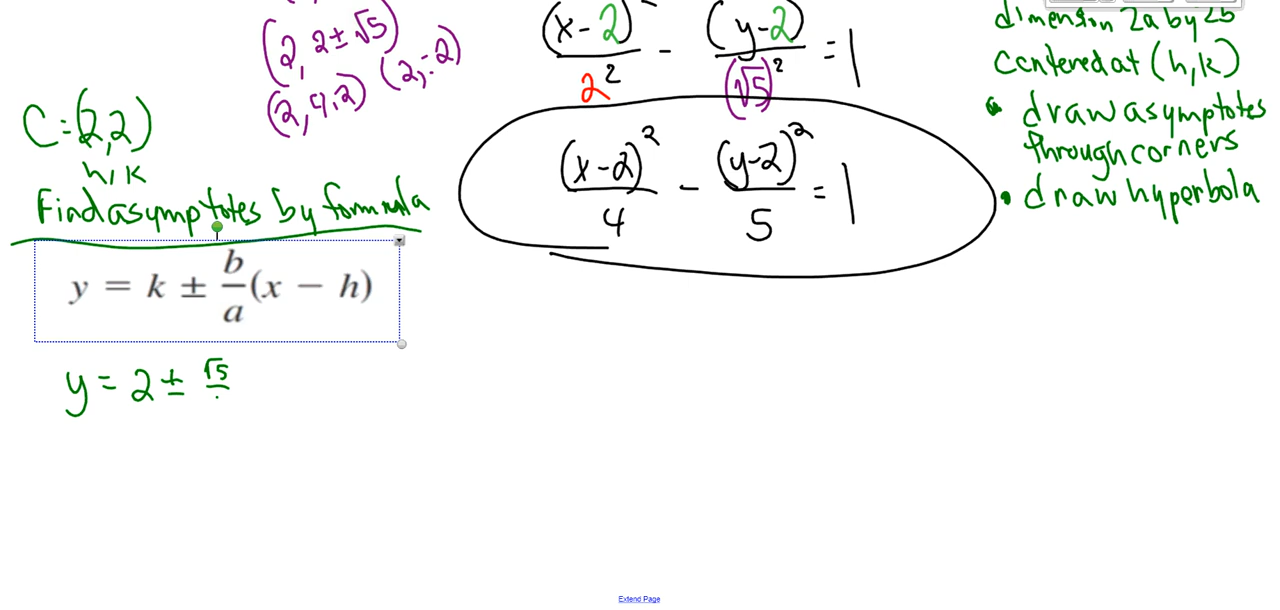 (2, 2 ± √5)
(2, 4.2) (2, -.2)
C = (2, 2)
h, k
Find asymptotes by formula
y = k ± b/a (x − h)
y = 2 ± √5
(x-2)²/2² - (y-2)²/(√5)² = 1
(x-2)²/4 - (y-2)²/5 = 1
dimension 2a by 2b
centered at (h, k)
• draw asymptotes
through corners
• draw hyperbola
Extend Page